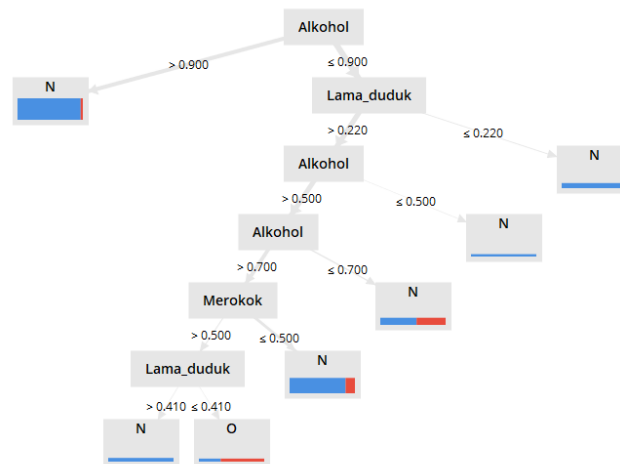 Alkohol
> 0.900
≤ 0.900
N
Lama_duduk
> 0.220
≤ 0.220
Alkohol
N
> 0.500
≤ 0.500
Alkohol
N
> 0.700
≤ 0.700
Merokok
N
> 0.500
≤ 0.500
Lama_duduk
N
> 0.410
≤ 0.410
N
O